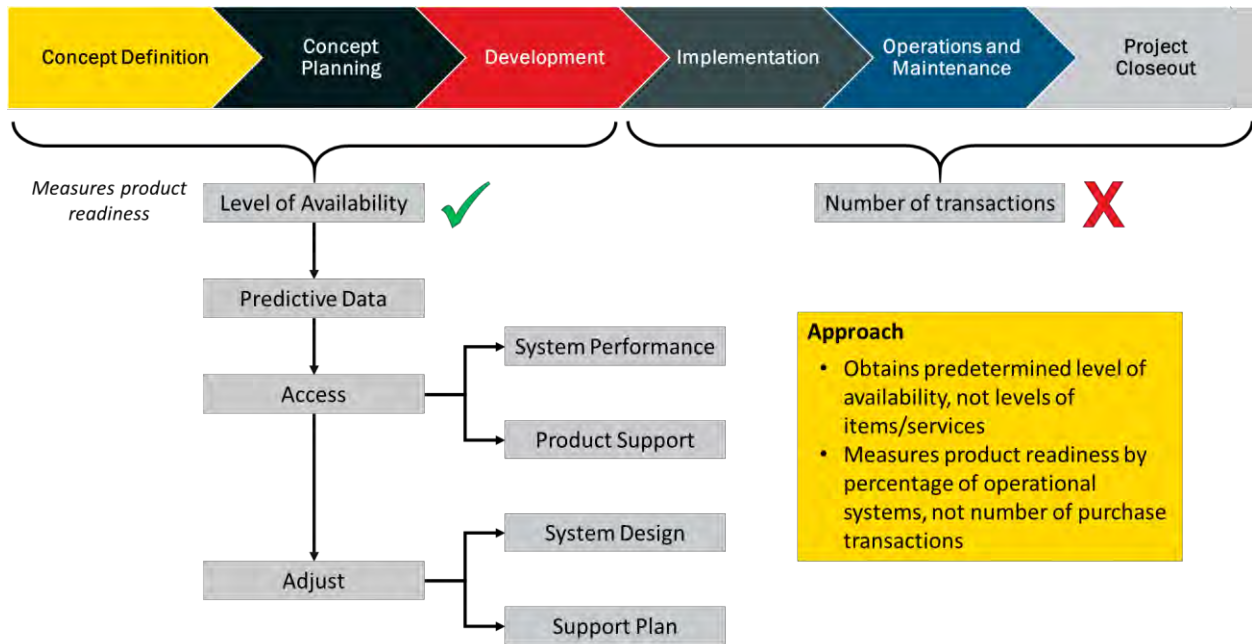 Concept Definition
Concept
Planning
Development
Implementation
Operations and
Maintenance
Project
Closeout
Measures product
readiness
Level of Availability
Number of transactions
X
Predictive Data
Access
System Performance
Product Support
Adjust
System Design
Support Plan
Approach
• Obtains predetermined level of
availability, not levels of
items/services
• Measures product readiness by
percentage of operational
systems, not number of purchase
transactions